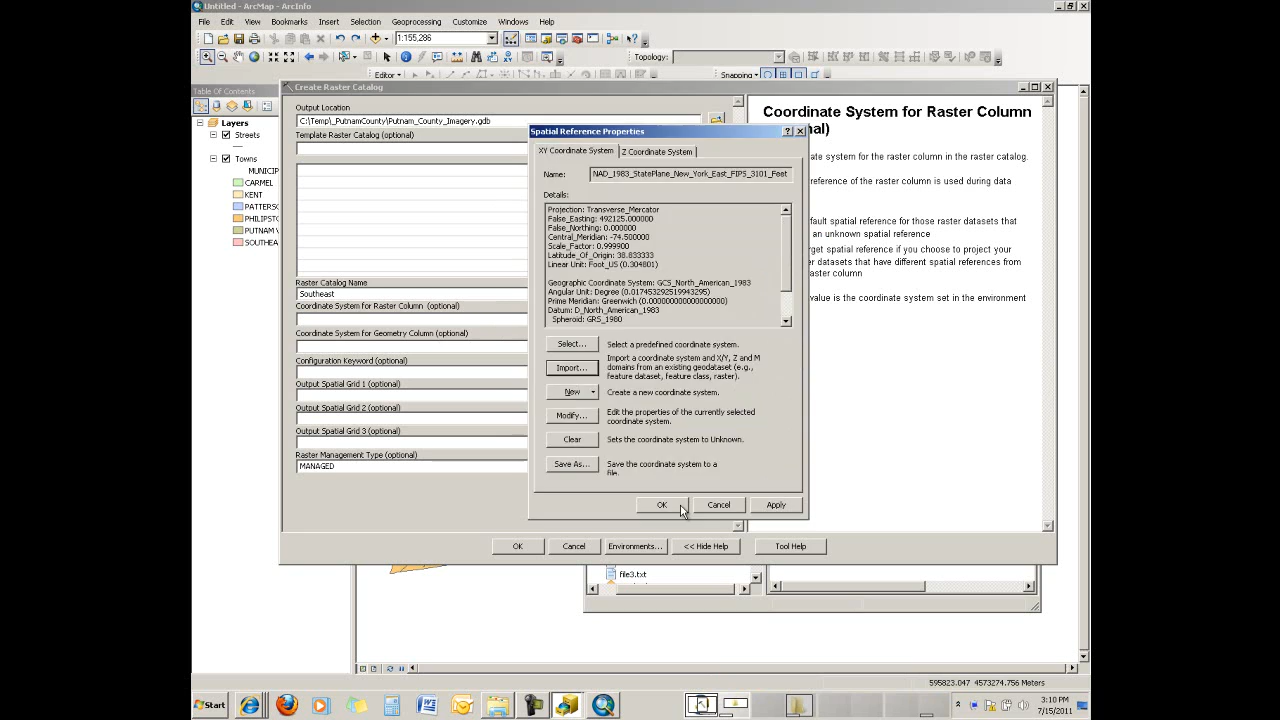 Untitled - ArcMap - ArcInfo
File Edit View Bookmarks Insert Selection Geoprocessing Customize Windows Help
1:155,286
Topology:
Editor
Snapping
Table Of Contents
Layers
Streets
Towns
MUNICIP
CARMEL
KENT
PATTERS
PHILIPST
PUTNAM
SOUTHEA
Create Raster Catalog
Output Location
C:\Temp\_PutnamCounty\Putnam_County_Imagery.gdb
Template Raster Catalog (optional)
Raster Catalog Name
Southeast
Coordinate System for Raster Column (optional)
Coordinate System for Geometry Column (optional)
Configuration Keyword (optional)
Output Spatial Grid 1 (optional)
Output Spatial Grid 2 (optional)
Output Spatial Grid 3 (optional)
Raster Management Type (optional)
MANAGED
OK Cancel Environments... << Hide Help Tool Help
Spatial Reference Properties
XY Coordinate System Z Coordinate System
Name: NAD_1983_StatePlane_New_York_East_FIPS_3101_Feet
Details:
Projection: Transverse_Mercator
False_Easting: 492125.000000
False_Northing: 0.000000
Central_Meridian: -74.500000
Scale_Factor: 0.999900
Latitude_Of_Origin: 38.833333
Linear Unit: Foot_US (0.304801)
Geographic Coordinate System: GCS_North_American_1983
Angular Unit: Degree (0.017453292519943295)
Prime Meridian: Greenwich (0.000000000000000000)
Datum: D_North_American_1983
Spheroid: GRS_1980
Select... Select a predefined coordinate system.
Import... Import a coordinate system and X/Y, Z and M
domains from an existing geodataset (e.g.,
feature dataset, feature class, raster).
New Create a new coordinate system.
Modify... Edit the properties of the currently selected
coordinate system.
Clear Sets the coordinate system to Unknown.
Save As... Save the coordinate system to a
file.
OK Cancel Apply
Coordinate System for Raster Column
nal)
ate system for the raster column in the raster catalog.
reference of the raster column is used during data
fault spatial reference for those raster datasets that
an unknown spatial reference
rget spatial reference if you choose to project your
r datasets that have different spatial references from
raster column
value is the coordinate system set in the environment
file3.txt
595823.047 4573274.756 Meters
Start
3:10 PM
7/15/2011